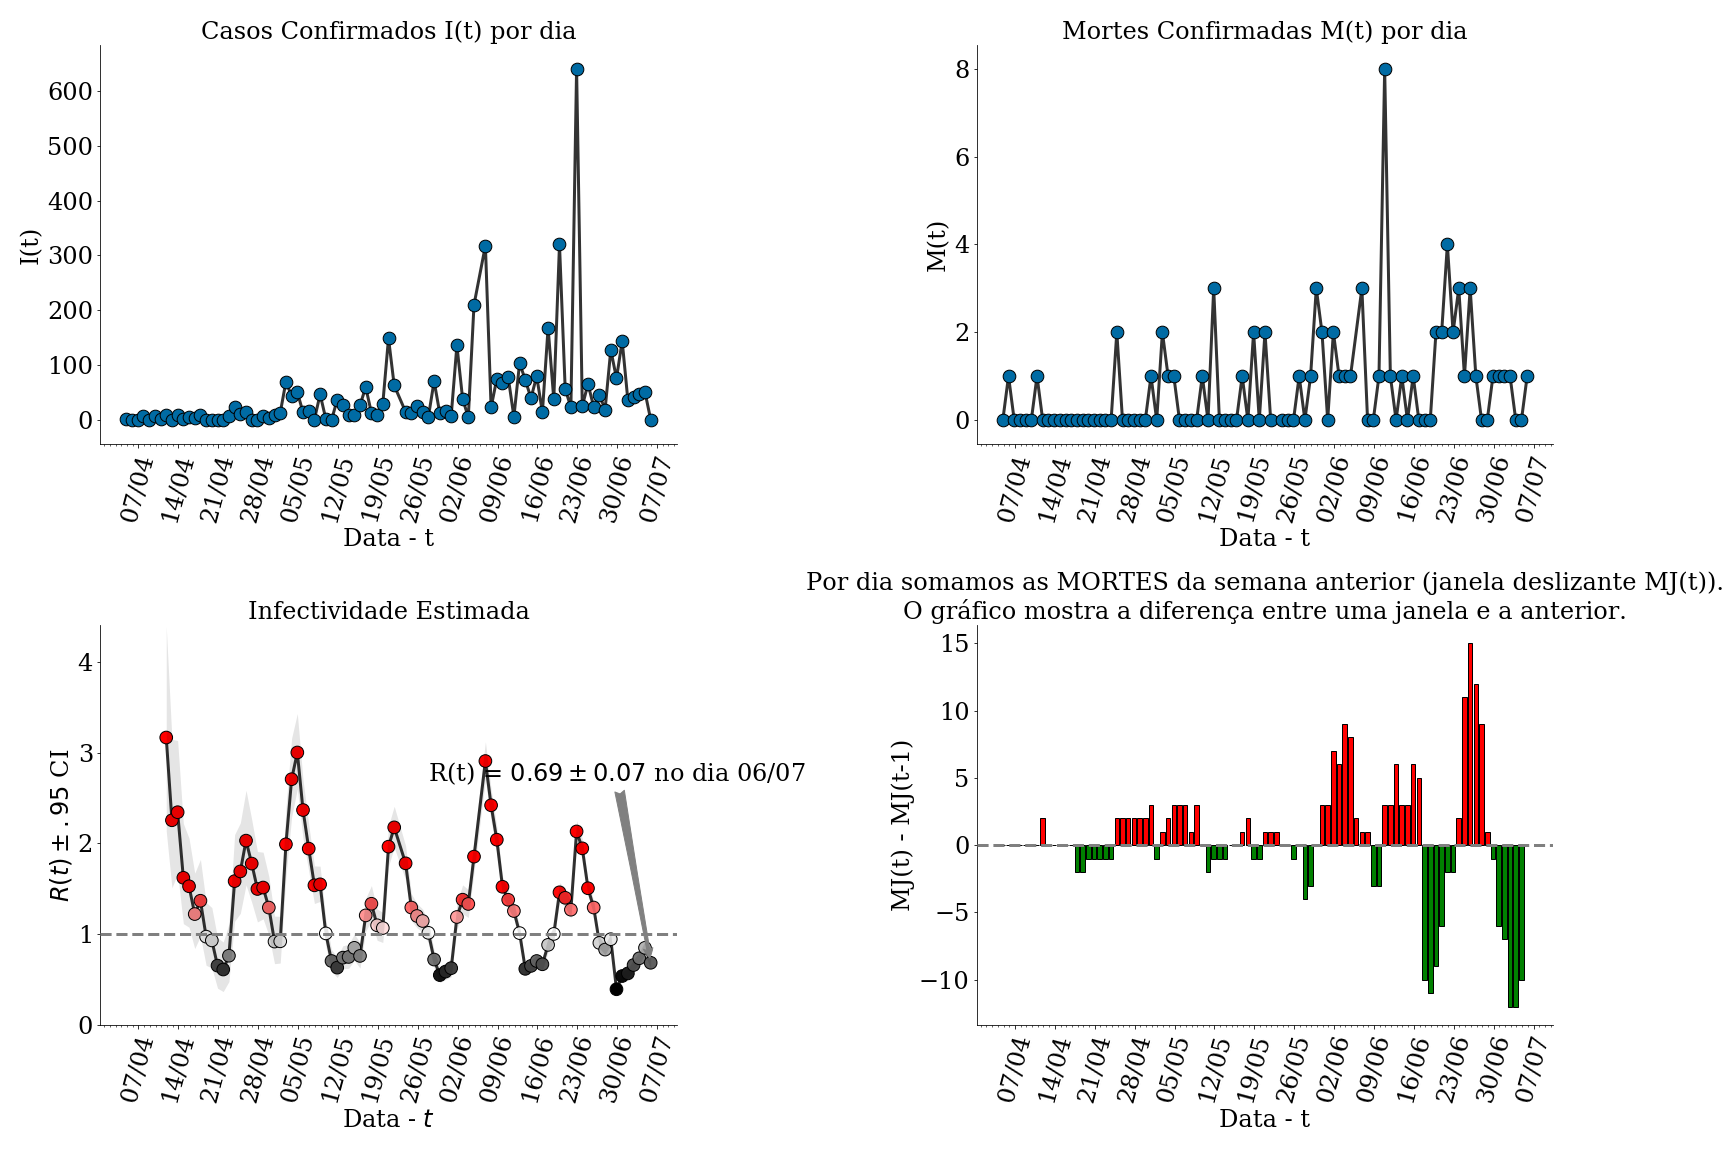 Casos Confirmados I(t) por dia
I(t)
600
500
400
300
200
100
0
07/04 14/04 21/04 28/04 05/05 12/05 19/05 26/05 02/06 09/06 16/06 23/06 30/06 07/07
Data - t
Mortes Confirmadas M(t) por dia
M(t)
8
6
4
2
0
07/04 14/04 21/04 28/04 05/05 12/05 19/05 26/05 02/06 09/06 16/06 23/06 30/06 07/07
Data - t
Infectividade Estimada
R(t) ± .95 CI
4
3
2
1
0
R(t) = 0.69 ± 0.07 no dia 06/07
07/04 14/04 21/04 28/04 05/05 12/05 19/05 26/05 02/06 09/06 16/06 23/06 30/06 07/07
Data - t
Por dia somamos as MORTES da semana anterior (janela deslizante MJ(t)).
O gráfico mostra a diferença entre uma janela e a anterior.
MJ(t) - MJ(t-1)
15
10
5
0
−5
−10
07/04 14/04 21/04 28/04 05/05 12/05 19/05 26/05 02/06 09/06 16/06 23/06 30/06 07/07
Data - t